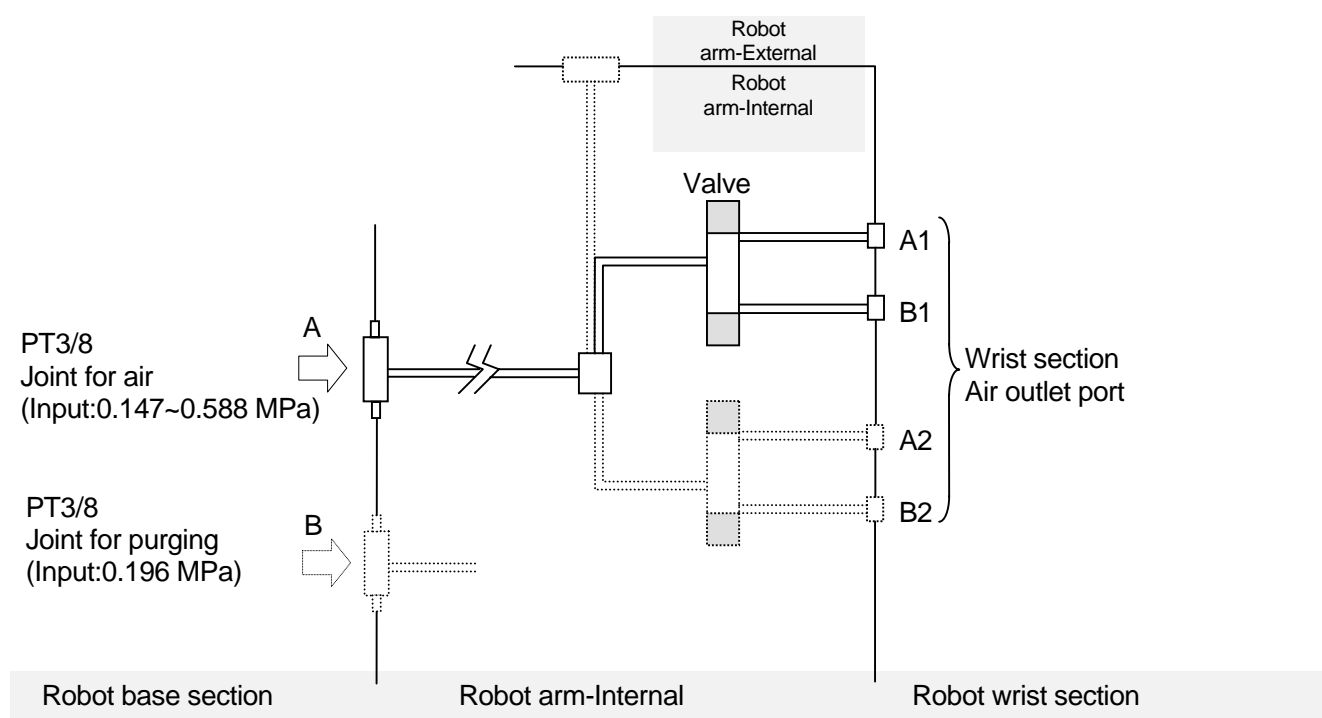 Robot
arm-External
Robot
arm-Internal
Valve
A1
B1
A
PT3/8
Joint for air
(Input:0.147~0.588 MPa)
Wrist section
Air outlet port
A2
B2
PT3/8
Joint for purging
(Input:0.196 MPa)
B
Robot base section
Robot arm-Internal
Robot wrist section